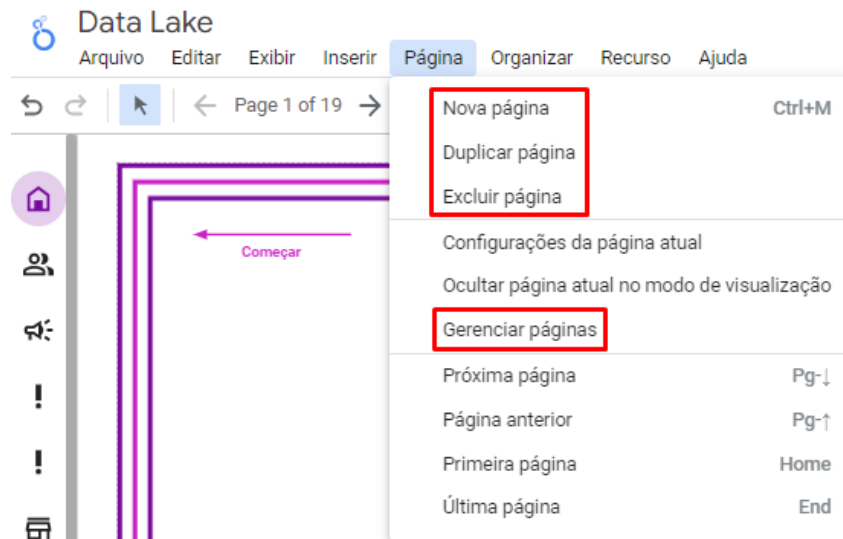 Data Lake
Arquivo Editar Exibir Inserir Página Organizar Recurso Ajuda
Page 1 of 19
Nova página Ctrl+M
Duplicar página
Excluir página
Começar
Configurações da página atual
Ocultar página atual no modo de visualização
Gerenciar páginas
Próxima página Pg-↓
Página anterior Pg-↑
Primeira página Home
Última página End